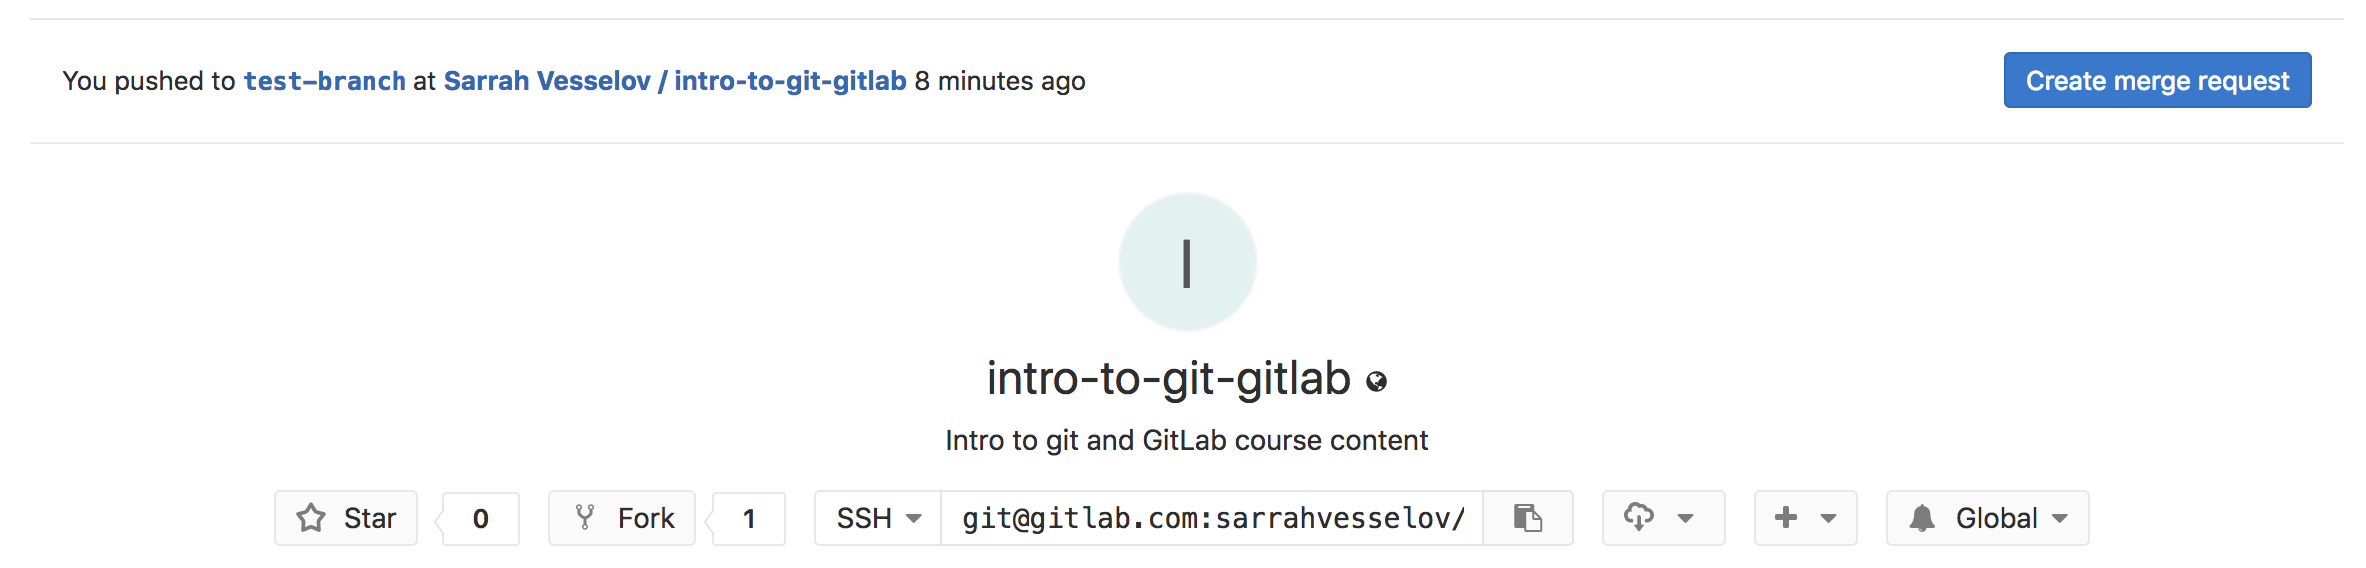 You pushed to test-branch at Sarrah Vesselov / intro-to-git-gitlab 8 minutes ago
Create merge request
I
intro-to-git-gitlab
Intro to git and GitLab course content
Star 0 Fork 1 SSH git@gitlab.com:sarrahvesselov/ Global